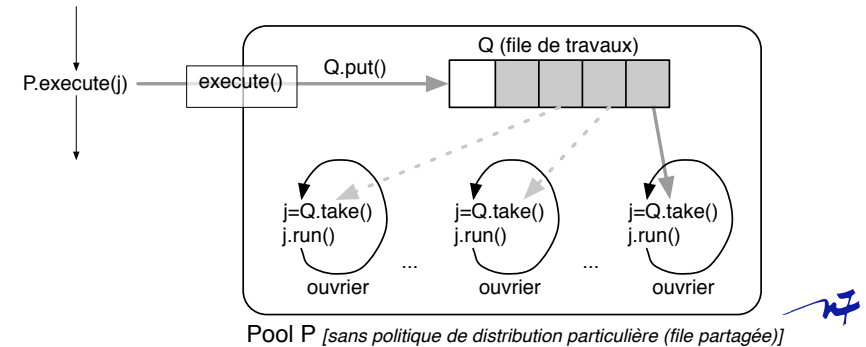 Q (file de travaux)
P.execute(j) execute() Q.put()
j=Q.take() j=Q.take() j=Q.take()
j.run() j.run() j.run()
... ...
ouvrier ouvrier ouvrier
Pool P [sans politique de distribution particulière (file partagée)]